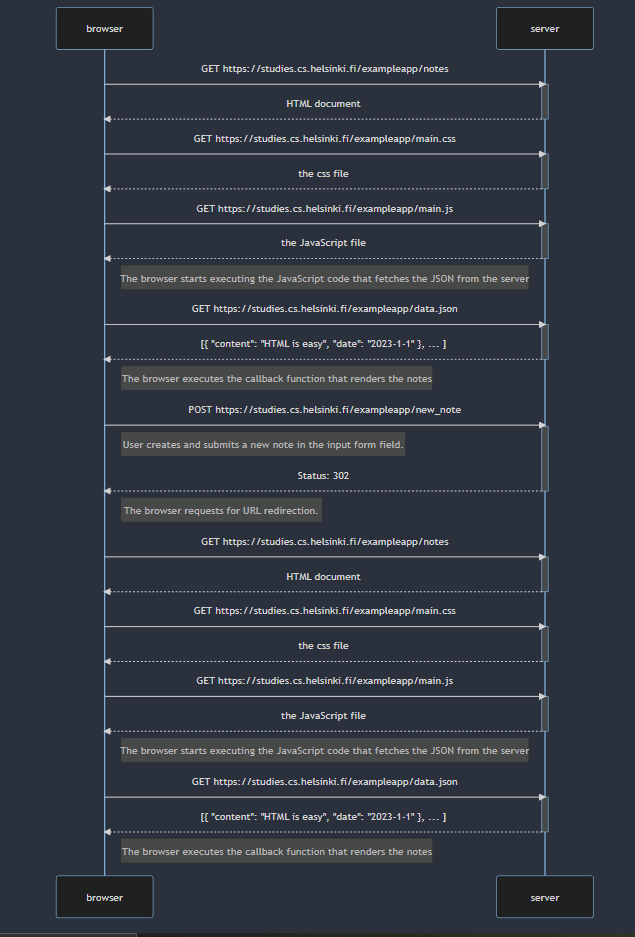 browser server
GET https://studies.cs.helsinki.fi/exampleapp/notes
HTML document
GET https://studies.cs.helsinki.fi/exampleapp/main.css
the css file
GET https://studies.cs.helsinki.fi/exampleapp/main.js
the JavaScript file
The browser starts executing the JavaScript code that fetches the JSON from the server
GET https://studies.cs.helsinki.fi/exampleapp/data.json
[{ "content": "HTML is easy", "date": "2023-1-1" }, ... ]
The browser executes the callback function that renders the notes
POST https://studies.cs.helsinki.fi/exampleapp/new_note
User creates and submits a new note in the input form field.
Status: 302
The browser requests for URL redirection.
GET https://studies.cs.helsinki.fi/exampleapp/notes
HTML document
GET https://studies.cs.helsinki.fi/exampleapp/main.css
the css file
GET https://studies.cs.helsinki.fi/exampleapp/main.js
the JavaScript file
The browser starts executing the JavaScript code that fetches the JSON from the server
GET https://studies.cs.helsinki.fi/exampleapp/data.json
[{ "content": "HTML is easy", "date": "2023-1-1" }, ... ]
The browser executes the callback function that renders the notes
browser server